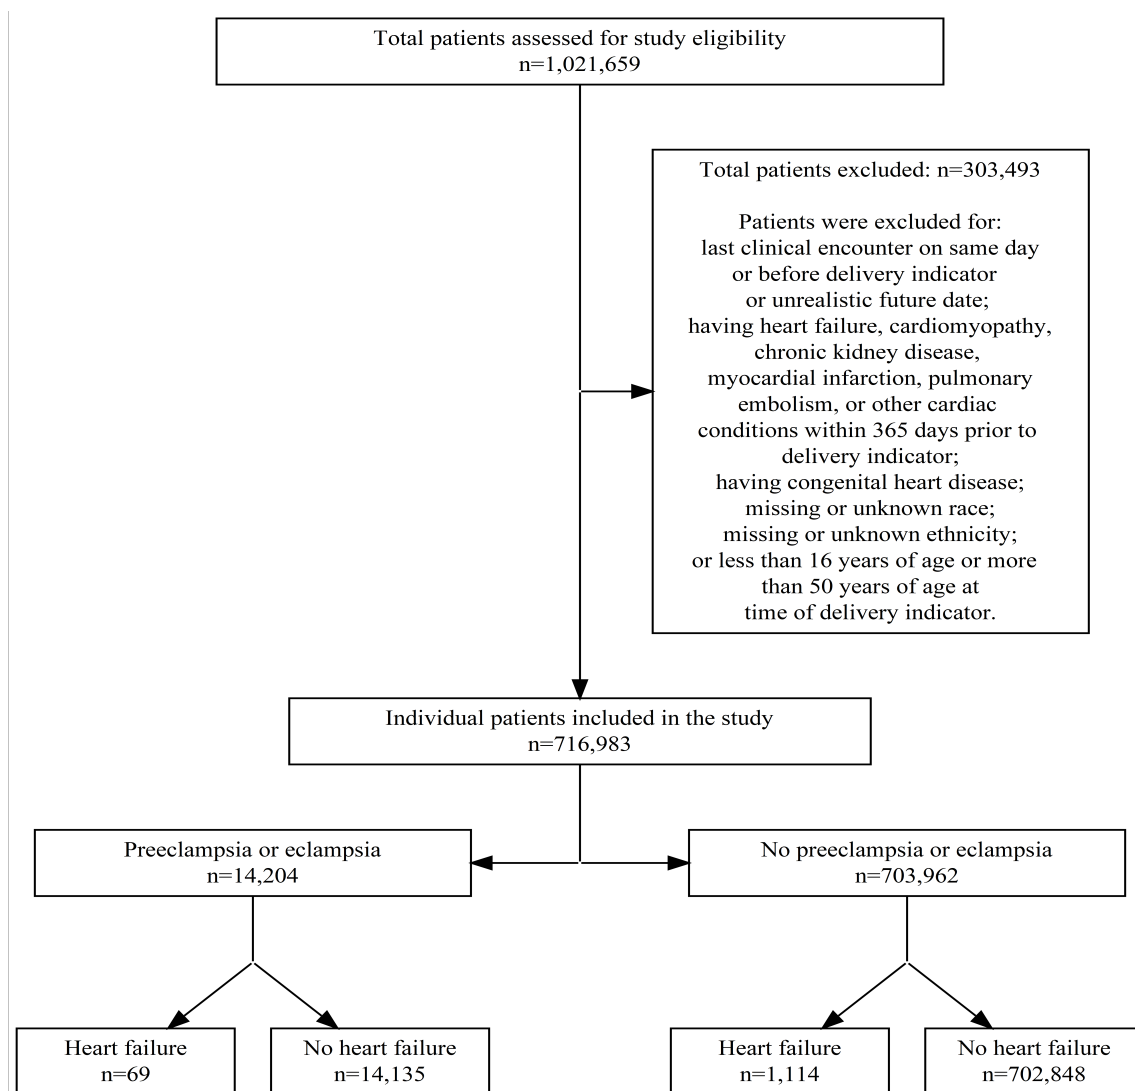 Total patients assessed for study eligibility
n=1,021,659
Total patients excluded: n=303,493
Patients were excluded for:
last clinical encounter on same day
or before delivery indicator
or unrealistic future date;
having heart failure, cardiomyopathy,
chronic kidney disease,
myocardial infarction, pulmonary
embolism, or other cardiac
conditions within 365 days prior to
delivery indicator;
having congenital heart disease;
missing or unknown race;
missing or unknown ethnicity;
or less than 16 years of age or more
than 50 years of age at
time of delivery indicator.
Individual patients included in the study
n=716,983
Preeclampsia or eclampsia
n=14,204
No preeclampsia or eclampsia
n=703,962
Heart failure
n=69
No heart failure
n=14,135
Heart failure
n=1,114
No heart failure
n=702,848